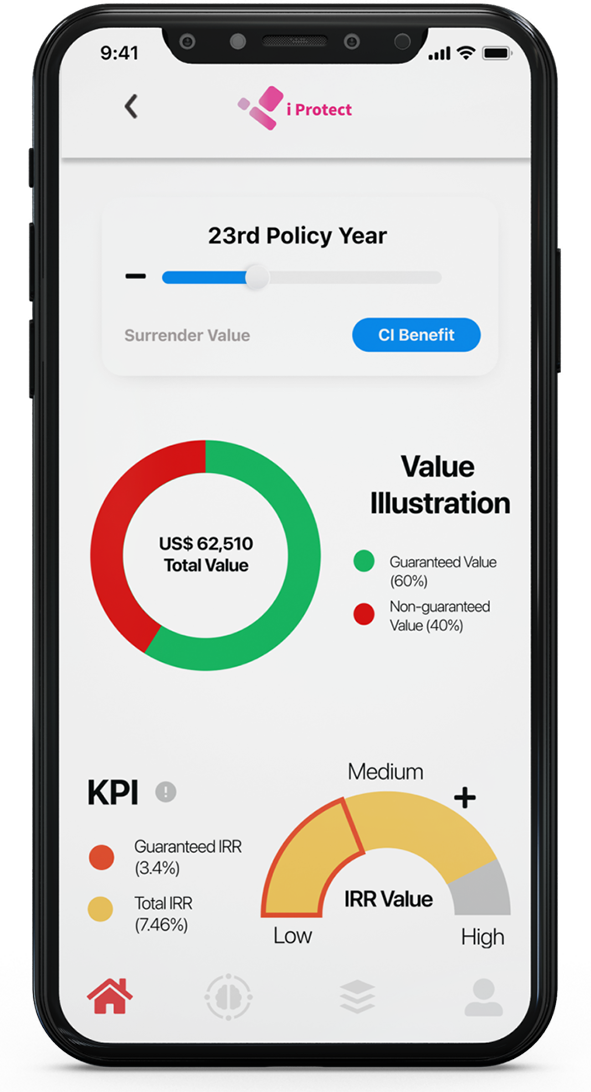 9:41
i Protect
23rd Policy Year
Surrender Value
CI Benefit
US$ 62,510
Total Value
Value
Illustration
Guaranteed Value
(60%)
Non-guaranteed
Value (40%)
KPI
Guaranteed IRR
(3.4%)
Total IRR
(7.46%)
Medium
IRR Value
Low
High